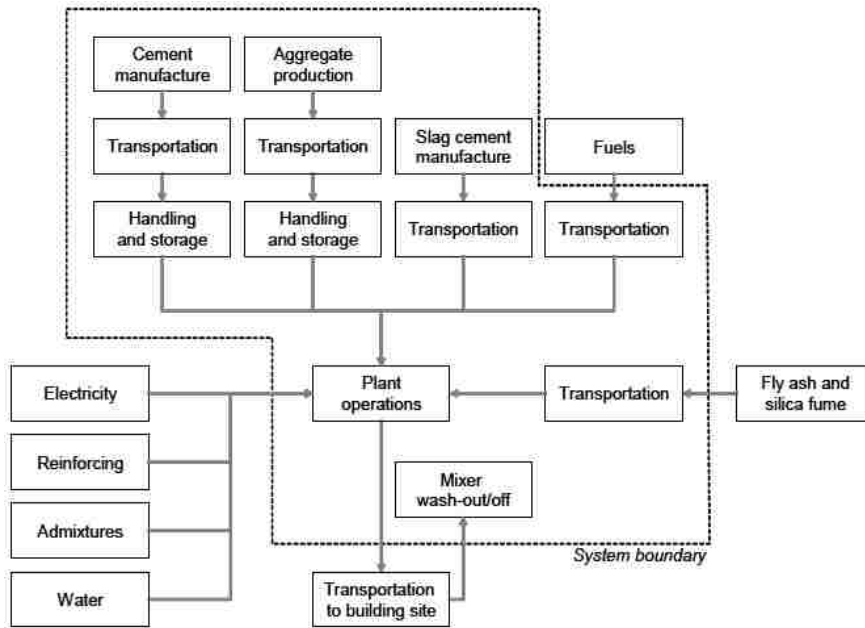 Cement
manufacture
Aggregate
production
Transportation
Transportation
Slag cement
manufacture
Fuels
Handling
and storage
Handling
and storage
Transportation
Transportation
Electricity
Plant
operations
Transportation
Fly ash and
silica fume
Reinforcing
Mixer
wash-out/off
Admixtures
System boundary
Water
Transportation
to building site